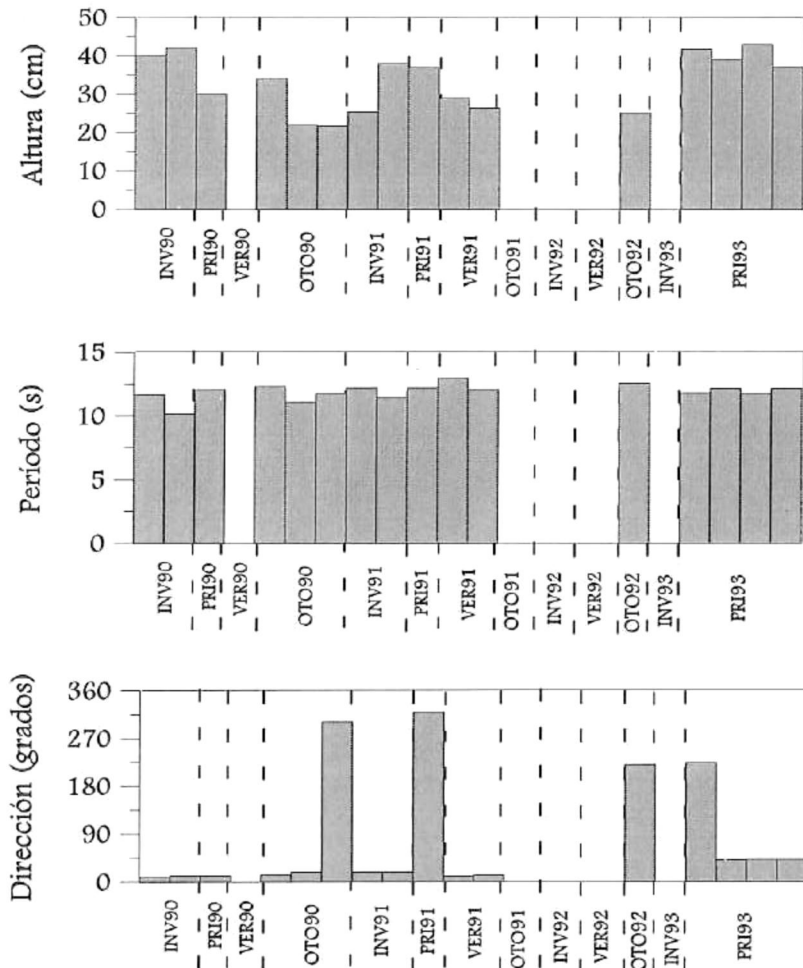 Altura (cm)
50
40
30
20
10
0
INV90
PRI90
VER90
OTO90
INV91
PRI91
VER91
OTO91
INV92
VER92
OTO92
INV93
PRI93
Período (s)
15
10
5
0
INV90
PRI90
VER90
OTO90
INV91
PRI91
VER91
OTO91
INV92
VER92
OTO92
INV93
PRI93
Dirección (grados)
360
270
180
90
0
INV90
PRI90
VER90
OTO90
INV91
PRI91
VER91
OTO91
INV92
VER92
OTO92
INV93
PRI93